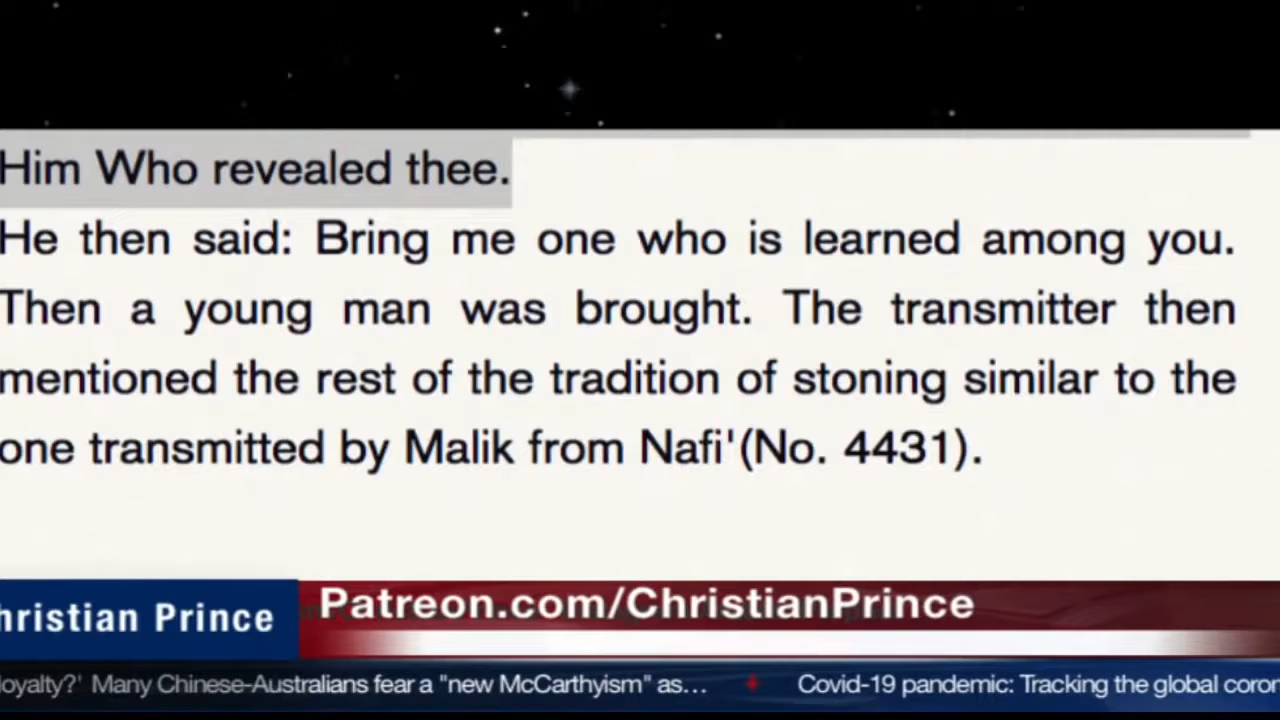 Him Who revealed thee.
He then said: Bring me one who is learned among you.
Then a young man was brought. The transmitter then
mentioned the rest of the tradition of stoning similar to the
one transmitted by Malik from Nafi'(No. 4431).
hristian Prince
Patreon.com/ChristianPrince
loyalty?' Many Chinese-Australians fear a "new McCarthyism" as... Covid-19 pandemic: Tracking the global coron